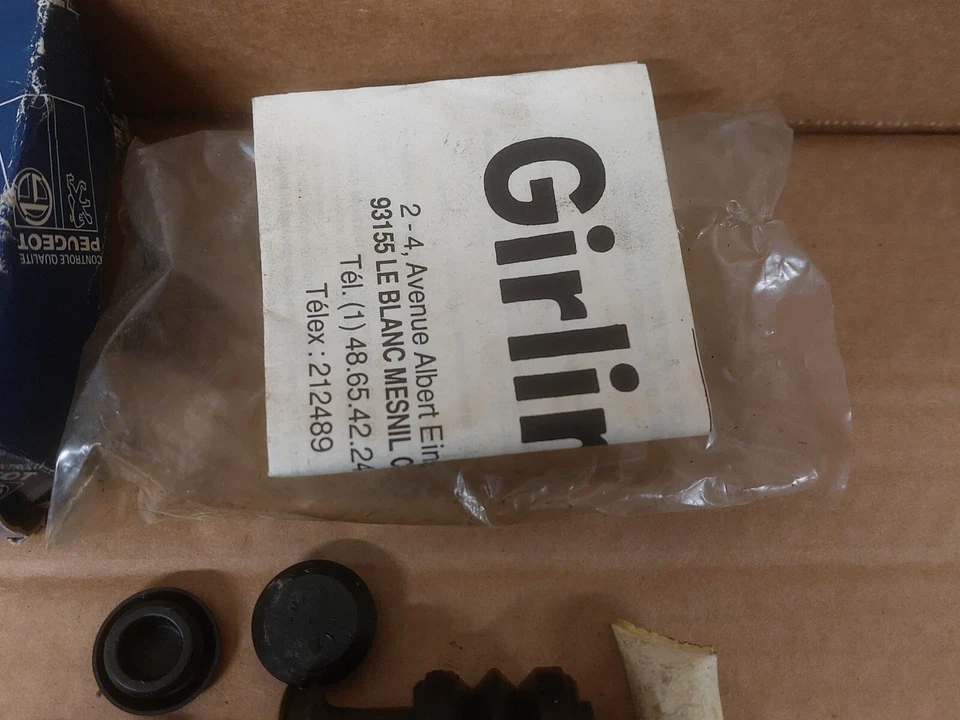 Girlin
2-4, Avenue Albert Ein
93155 LE BLANC MESNIL C
Tél. (1) 48.65.42.24
Télex : 212489
PEUGEOT
CONTROLE QUALITE